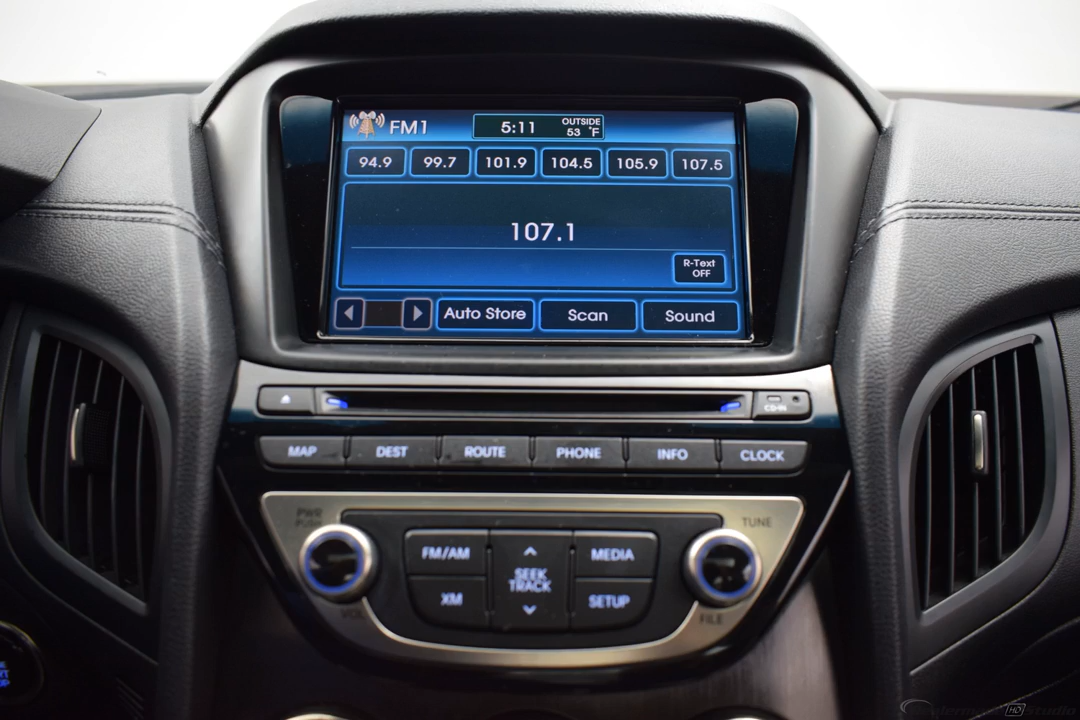 FM1
5:11
OUTSIDE
53 °F
94.9 99.7 101.9 104.5 105.9 107.5
107.1
R-Text
OFF
Auto Store Scan Sound
CD-IN
MAP DEST ROUTE PHONE INFO CLOCK
PWR
PUSH
TUNE
FM/AM
MEDIA
SEEK
TRACK
XM
SETUP
VOL
FILE
HD Studio